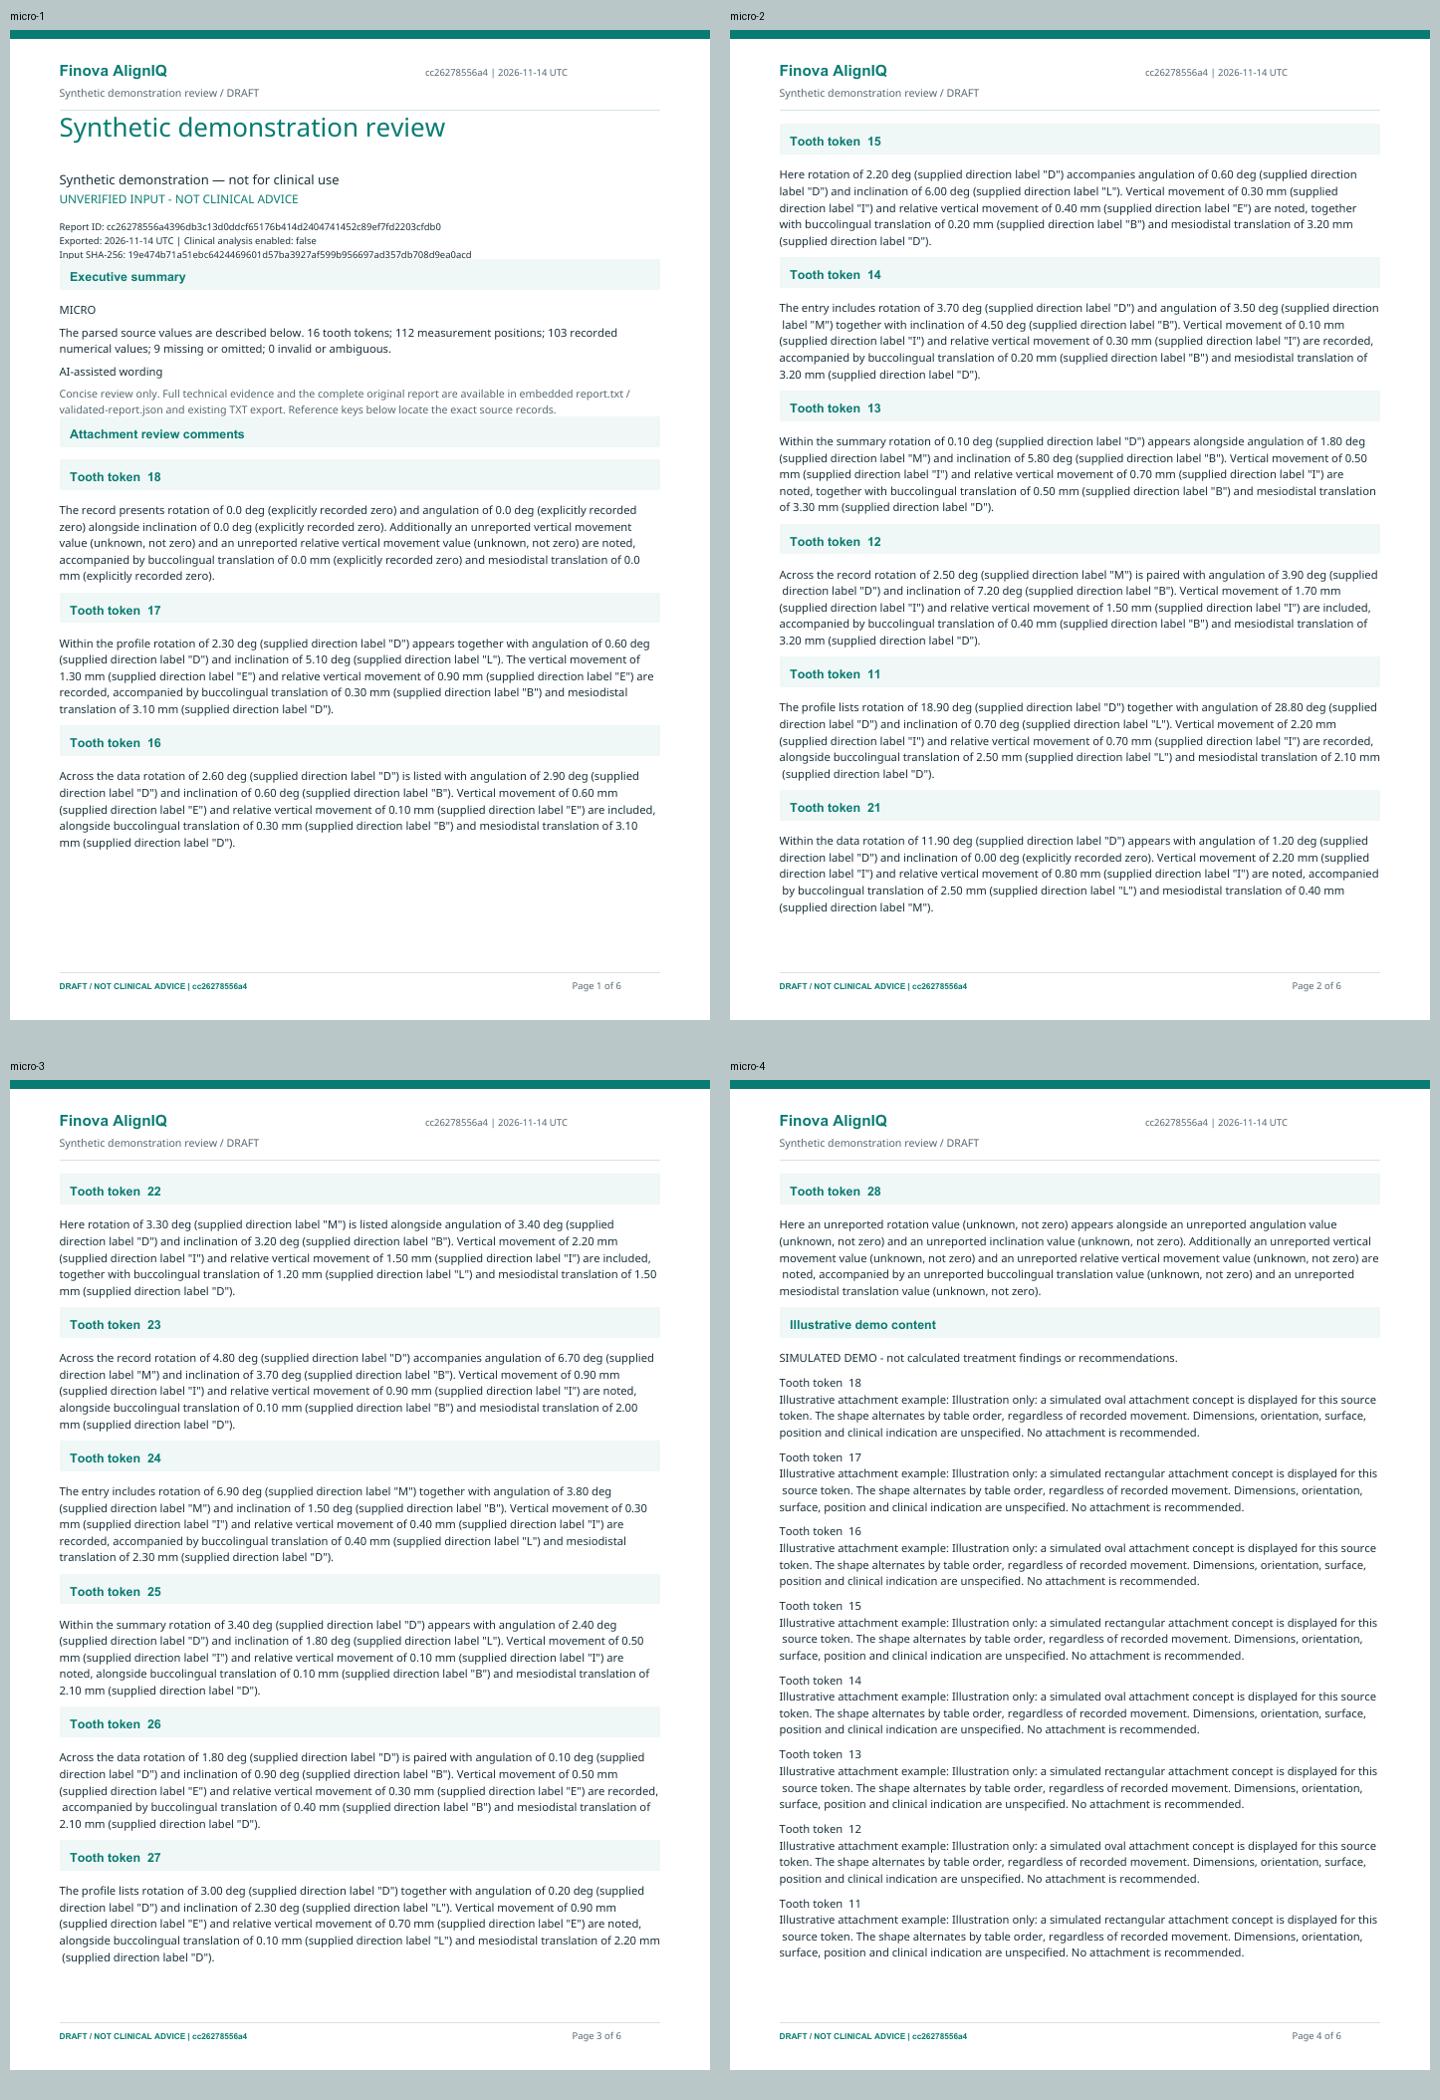 micro-1
Finova AlignIQ
cc26278556a4 | 2026-11-14 UTC
Synthetic demonstration review / DRAFT
Synthetic demonstration review
Synthetic demonstration — not for clinical use
UNVERIFIED INPUT - NOT CLINICAL ADVICE
Report ID: cc26278556a4396db3c13d0ddcf65176b414d2404741452c89ef7fd2203cfdb0
Exported: 2026-11-14 UTC | Clinical analysis enabled: false
Input SHA-256: 19e474b71a51ebc6424469601d57ba3927af599b956697ad357db708d9ea0acd
Executive summary
MICRO
The parsed source values are described below. 16 tooth tokens; 112 measurement positions; 103 recorded
numerical values; 9 missing or omitted; 0 invalid or ambiguous.
AI-assisted wording
Concise review only. Full technical evidence and the complete original report are available in embedded report.txt /
validated-report.json and existing TXT export. Reference keys below locate the exact source records.
Attachment review comments
Tooth token 18
The record presents rotation of 0.0 deg (explicitly recorded zero) and angulation of 0.0 deg (explicitly recorded
zero) alongside inclination of 0.0 deg (explicitly recorded zero). Additionally an unreported vertical movement
value (unknown, not zero) and an unreported relative vertical movement value (unknown, not zero) are noted,
accompanied by buccolingual translation of 0.0 mm (explicitly recorded zero) and mesiodistal translation of 0.0
mm (explicitly recorded zero).
Tooth token 17
Within the profile rotation of 2.30 deg (supplied direction label "D") appears together with angulation of 0.60 deg
(supplied direction label "D") and inclination of 5.10 deg (supplied direction label "L"). The vertical movement of
1.30 mm (supplied direction label "E") and relative vertical movement of 0.90 mm (supplied direction label "E") are
recorded, accompanied by buccolingual translation of 0.30 mm (supplied direction label "B") and mesiodistal
translation of 3.10 mm (supplied direction label "D").
Tooth token 16
Across the data rotation of 2.60 deg (supplied direction label "D") is listed with angulation of 2.90 deg (supplied
direction label "D") and inclination of 0.60 deg (supplied direction label "B"). Vertical movement of 0.60 mm
(supplied direction label "E") and relative vertical movement of 0.10 mm (supplied direction label "E") are included,
alongside buccolingual translation of 0.30 mm (supplied direction label "B") and mesiodistal translation of 3.10
mm (supplied direction label "D").
DRAFT / NOT CLINICAL ADVICE | cc26278556a4
Page 1 of 6
micro-2
Finova AlignIQ
cc26278556a4 | 2026-11-14 UTC
Synthetic demonstration review / DRAFT
Tooth token 15
Here rotation of 2.20 deg (supplied direction label "D") accompanies angulation of 0.60 deg (supplied direction
label "D") and inclination of 6.00 deg (supplied direction label "L"). Vertical movement of 0.30 mm (supplied
direction label "I") and relative vertical movement of 0.40 mm (supplied direction label "E") are noted, together
with buccolingual translation of 0.20 mm (supplied direction label "B") and mesiodistal translation of 3.20 mm
(supplied direction label "D").
Tooth token 14
The entry includes rotation of 3.70 deg (supplied direction label "D") and angulation of 3.50 deg (supplied direction
label "M") together with inclination of 4.50 deg (supplied direction label "B"). Vertical movement of 0.10 mm
(supplied direction label "I") and relative vertical movement of 0.30 mm (supplied direction label "I") are recorded,
accompanied by buccolingual translation of 0.20 mm (supplied direction label "B") and mesiodistal translation of
3.20 mm (supplied direction label "D").
Tooth token 13
Within the summary rotation of 0.10 deg (supplied direction label "D") appears alongside angulation of 1.80 deg
(supplied direction label "M") and inclination of 5.80 deg (supplied direction label "B"). Vertical movement of 0.50
mm (supplied direction label "I") and relative vertical movement of 0.70 mm (supplied direction label "I") are
noted, together with buccolingual translation of 0.50 mm (supplied direction label "B") and mesiodistal translation
of 3.30 mm (supplied direction label "D").
Tooth token 12
Across the record rotation of 2.50 deg (supplied direction label "M") is paired with angulation of 3.90 deg (supplied
direction label "D") and inclination of 7.20 deg (supplied direction label "B"). Vertical movement of 1.70 mm
(supplied direction label "I") and relative vertical movement of 1.50 mm (supplied direction label "I") are included,
accompanied by buccolingual translation of 0.40 mm (supplied direction label "B") and mesiodistal translation of
3.20 mm (supplied direction label "D").
Tooth token 11
The profile lists rotation of 18.90 deg (supplied direction label "D") together with angulation of 28.80 deg (supplied
direction label "D") and inclination of 0.70 deg (supplied direction label "L"). Vertical movement of 2.20 mm
(supplied direction label "I") and relative vertical movement of 0.70 mm (supplied direction label "I") are recorded,
alongside buccolingual translation of 2.50 mm (supplied direction label "L") and mesiodistal translation of 2.10 mm
(supplied direction label "D").
Tooth token 21
Within the data rotation of 11.90 deg (supplied direction label "D") appears with angulation of 1.20 deg (supplied
direction label "D") and inclination of 0.00 deg (explicitly recorded zero). Vertical movement of 2.20 mm (supplied
direction label "I") and relative vertical movement of 0.80 mm (supplied direction label "I") are noted, accompanied
by buccolingual translation of 2.50 mm (supplied direction label "L") and mesiodistal translation of 0.40 mm
(supplied direction label "M").
DRAFT / NOT CLINICAL ADVICE | cc26278556a4
Page 2 of 6
micro-3
Finova AlignIQ
cc26278556a4 | 2026-11-14 UTC
Synthetic demonstration review / DRAFT
Tooth token 22
Here rotation of 3.30 deg (supplied direction label "M") is listed alongside angulation of 3.40 deg (supplied
direction label "D") and inclination of 3.20 deg (supplied direction label "B"). Vertical movement of 2.20 mm
(supplied direction label "I") and relative vertical movement of 1.50 mm (supplied direction label "I") are included,
together with buccolingual translation of 1.20 mm (supplied direction label "L") and mesiodistal translation of 1.50
mm (supplied direction label "D").
Tooth token 23
Across the record rotation of 4.80 deg (supplied direction label "D") accompanies angulation of 6.70 deg (supplied
direction label "M") and inclination of 3.70 deg (supplied direction label "B"). Vertical movement of 0.90 mm
(supplied direction label "I") and relative vertical movement of 0.90 mm (supplied direction label "I") are noted,
alongside buccolingual translation of 0.10 mm (supplied direction label "B") and mesiodistal translation of 2.00
mm (supplied direction label "D").
Tooth token 24
The entry includes rotation of 6.90 deg (supplied direction label "M") together with angulation of 3.80 deg
(supplied direction label "M") and inclination of 1.50 deg (supplied direction label "B"). Vertical movement of 0.30
mm (supplied direction label "I") and relative vertical movement of 0.40 mm (supplied direction label "I") are
recorded, accompanied by buccolingual translation of 0.40 mm (supplied direction label "L") and mesiodistal
translation of 2.30 mm (supplied direction label "D").
Tooth token 25
Within the summary rotation of 3.40 deg (supplied direction label "D") appears with angulation of 2.40 deg
(supplied direction label "D") and inclination of 1.80 deg (supplied direction label "L"). Vertical movement of 0.50
mm (supplied direction label "I") and relative vertical movement of 0.10 mm (supplied direction label "I") are
noted, alongside buccolingual translation of 0.10 mm (supplied direction label "B") and mesiodistal translation of
2.10 mm (supplied direction label "D").
Tooth token 26
Across the data rotation of 1.80 deg (supplied direction label "D") is paired with angulation of 0.10 deg (supplied
direction label "D") and inclination of 0.90 deg (supplied direction label "B"). Vertical movement of 0.50 mm
(supplied direction label "E") and relative vertical movement of 0.30 mm (supplied direction label "E") are recorded,
accompanied by buccolingual translation of 0.40 mm (supplied direction label "B") and mesiodistal translation of
2.10 mm (supplied direction label "D").
Tooth token 27
The profile lists rotation of 3.00 deg (supplied direction label "D") together with angulation of 0.20 deg (supplied
direction label "D") and inclination of 2.30 deg (supplied direction label "L"). Vertical movement of 0.90 mm
(supplied direction label "E") and relative vertical movement of 0.70 mm (supplied direction label "E") are noted,
alongside buccolingual translation of 0.10 mm (supplied direction label "L") and mesiodistal translation of 2.20 mm
(supplied direction label "D").
DRAFT / NOT CLINICAL ADVICE | cc26278556a4
Page 3 of 6
micro-4
Finova AlignIQ
cc26278556a4 | 2026-11-14 UTC
Synthetic demonstration review / DRAFT
Tooth token 28
Here an unreported rotation value (unknown, not zero) appears alongside an unreported angulation value
(unknown, not zero) and an unreported inclination value (unknown, not zero). Additionally an unreported vertical
movement value (unknown, not zero) and an unreported relative vertical movement value (unknown, not zero) are
noted, accompanied by an unreported buccolingual translation value (unknown, not zero) and an unreported
mesiodistal translation value (unknown, not zero).
Illustrative demo content
SIMULATED DEMO - not calculated treatment findings or recommendations.
Tooth token 18
Illustrative attachment example: Illustration only: a simulated oval attachment concept is displayed for this source
token. The shape alternates by table order, regardless of recorded movement. Dimensions, orientation, surface,
position and clinical indication are unspecified. No attachment is recommended.
Tooth token 17
Illustrative attachment example: Illustration only: a simulated rectangular attachment concept is displayed for this
source token. The shape alternates by table order, regardless of recorded movement. Dimensions, orientation,
surface, position and clinical indication are unspecified. No attachment is recommended.
Tooth token 16
Illustrative attachment example: Illustration only: a simulated oval attachment concept is displayed for this source
token. The shape alternates by table order, regardless of recorded movement. Dimensions, orientation, surface,
position and clinical indication are unspecified. No attachment is recommended.
Tooth token 15
Illustrative attachment example: Illustration only: a simulated rectangular attachment concept is displayed for this
source token. The shape alternates by table order, regardless of recorded movement. Dimensions, orientation,
surface, position and clinical indication are unspecified. No attachment is recommended.
Tooth token 14
Illustrative attachment example: Illustration only: a simulated oval attachment concept is displayed for this source
token. The shape alternates by table order, regardless of recorded movement. Dimensions, orientation, surface,
position and clinical indication are unspecified. No attachment is recommended.
Tooth token 13
Illustrative attachment example: Illustration only: a simulated rectangular attachment concept is displayed for this
source token. The shape alternates by table order, regardless of recorded movement. Dimensions, orientation,
surface, position and clinical indication are unspecified. No attachment is recommended.
Tooth token 12
Illustrative attachment example: Illustration only: a simulated oval attachment concept is displayed for this source
token. The shape alternates by table order, regardless of recorded movement. Dimensions, orientation, surface,
position and clinical indication are unspecified. No attachment is recommended.
Tooth token 11
Illustrative attachment example: Illustration only: a simulated rectangular attachment concept is displayed for this
source token. The shape alternates by table order, regardless of recorded movement. Dimensions, orientation,
surface, position and clinical indication are unspecified. No attachment is recommended.
DRAFT / NOT CLINICAL ADVICE | cc26278556a4
Page 4 of 6